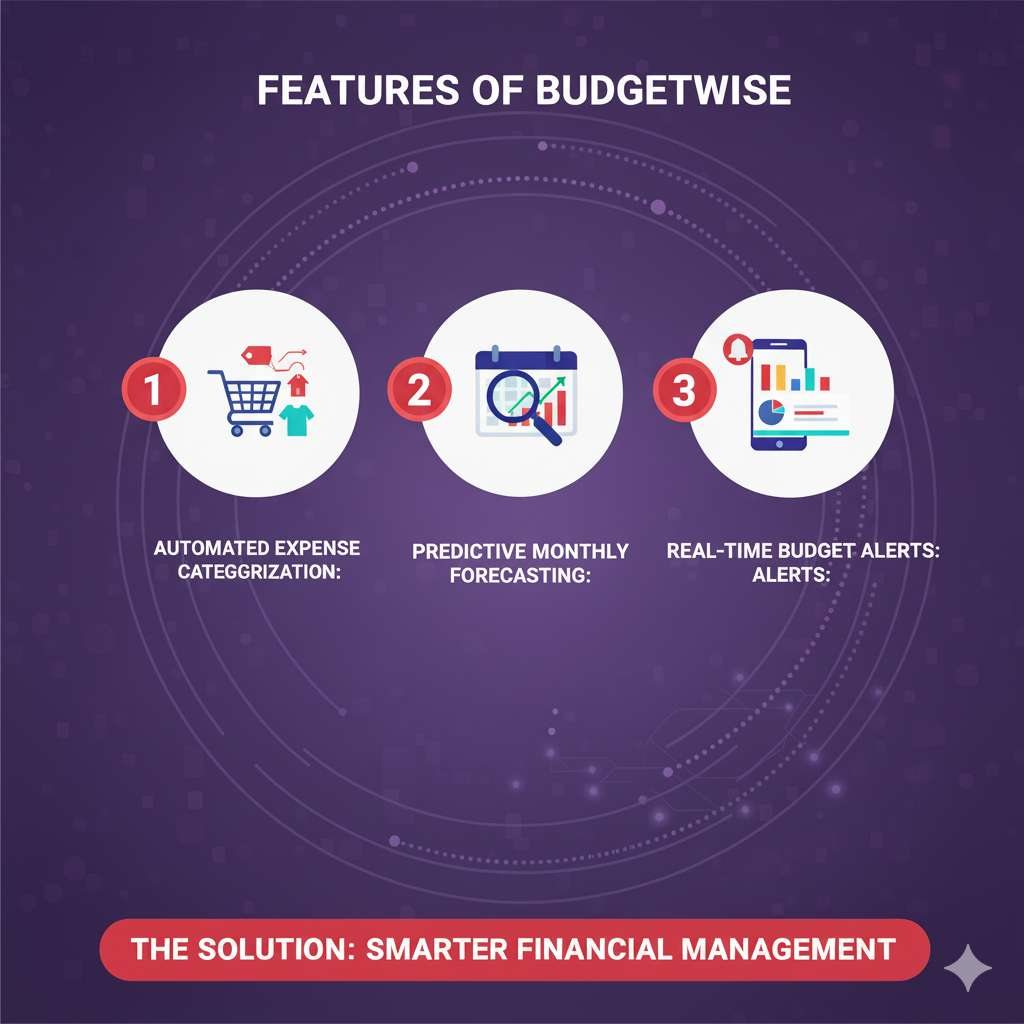 FEATURES OF BUDGETWISE
1
2
3
AUTOMATED EXPENSE
CATEGGRIZATION:
PREDICTIVE MONTHLY
FORECASTING:
REAL-TIME BUDGET ALERTS:
ALERTS:
THE SOLUTION: SMARTER FINANCIAL MANAGEMENT